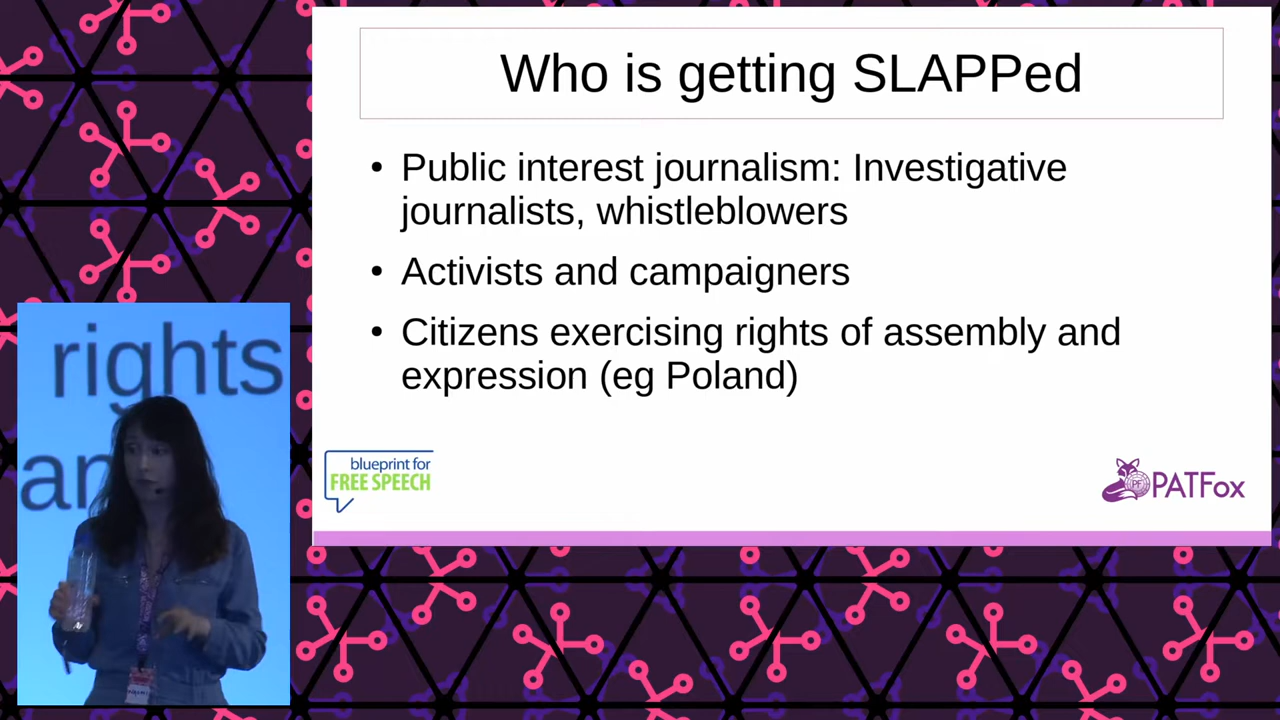 Who is getting SLAPPed
• Public interest journalism: Investigative
journalists, whistleblowers
• Activists and campaigners
• Citizens exercising rights of assembly and
expression (eg Poland)
blueprint for
FREE SPEECH
PF
PATFox
rights
an